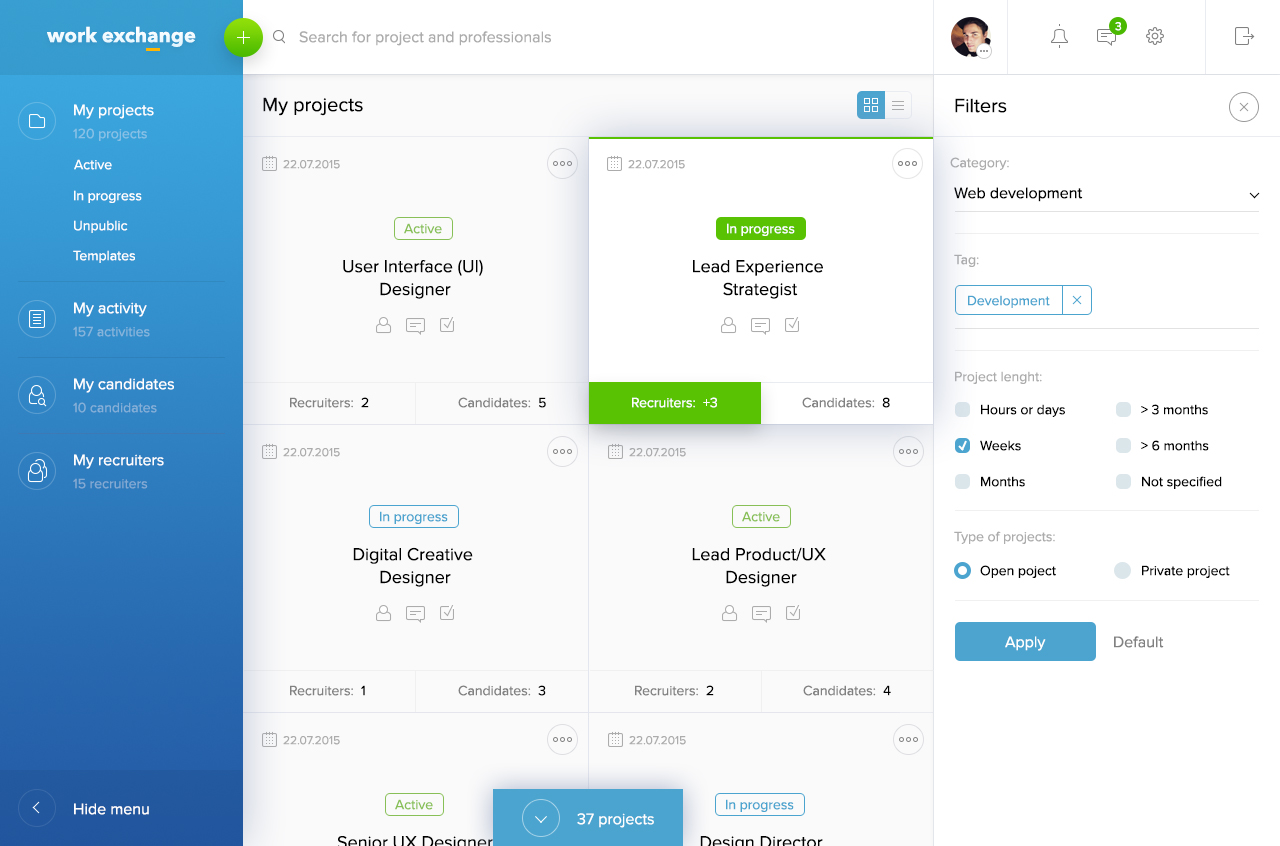 work exchange
Search for project and professionals
3
My projects
120 projects
Active
In progress
Unpublic
Templates
My activity
157 activities
My candidates
10 candidates
My recruiters
15 recruiters
Hide menu
My projects
22.07.2015
Active
User Interface (UI)
Designer
Recruiters: 2
Candidates: 5
22.07.2015
In progress
Lead Experience
Strategist
Recruiters: +3
Candidates: 8
22.07.2015
In progress
Digital Creative
Designer
Recruiters: 1
Candidates: 3
22.07.2015
Active
Lead Product/UX
Designer
Recruiters: 2
Candidates: 4
22.07.2015
Active
Senior UX Designer
22.07.2015
In progress
Design Director
37 projects
Filters
Category:
Web development
Tag:
Development
Project lenght:
Hours or days
> 3 months
Weeks
> 6 months
Months
Not specified
Type of projects:
Open poject
Private project
Apply
Default